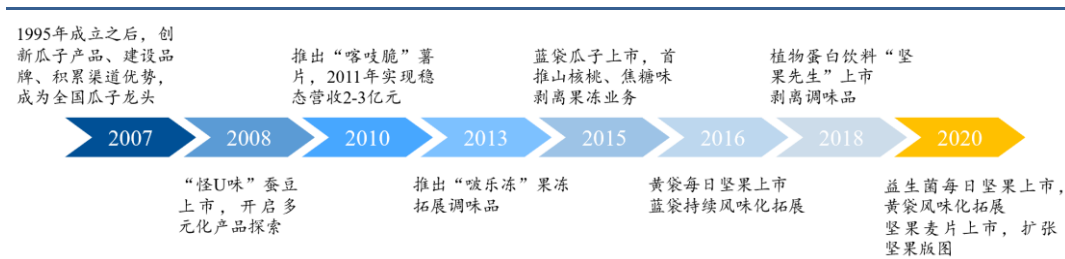 1995年成立之后，创
新瓜子产品、建设品
牌、积累渠道优势，
成为全国瓜子龙头
推出“喀吱脆”薯
片，2011年实现稳
态营收2-3亿元
蓝袋瓜子上市，首
推山核桃、焦糖味
剥离果冻业务
植物蛋白饮料“坚
果先生”上市
剥离调味品
2007
2008
2010
2013
2015
2016
2018
2020
“怪U味”蚕豆
上市，开启多
元化产品探索
推出“啵乐冻”果冻
拓展调味品
黄袋每日坚果上市
蓝袋持续风味化拓展
益生菌每日坚果上市，
黄袋风味化拓展
坚果麦片上市，扩张
坚果版图